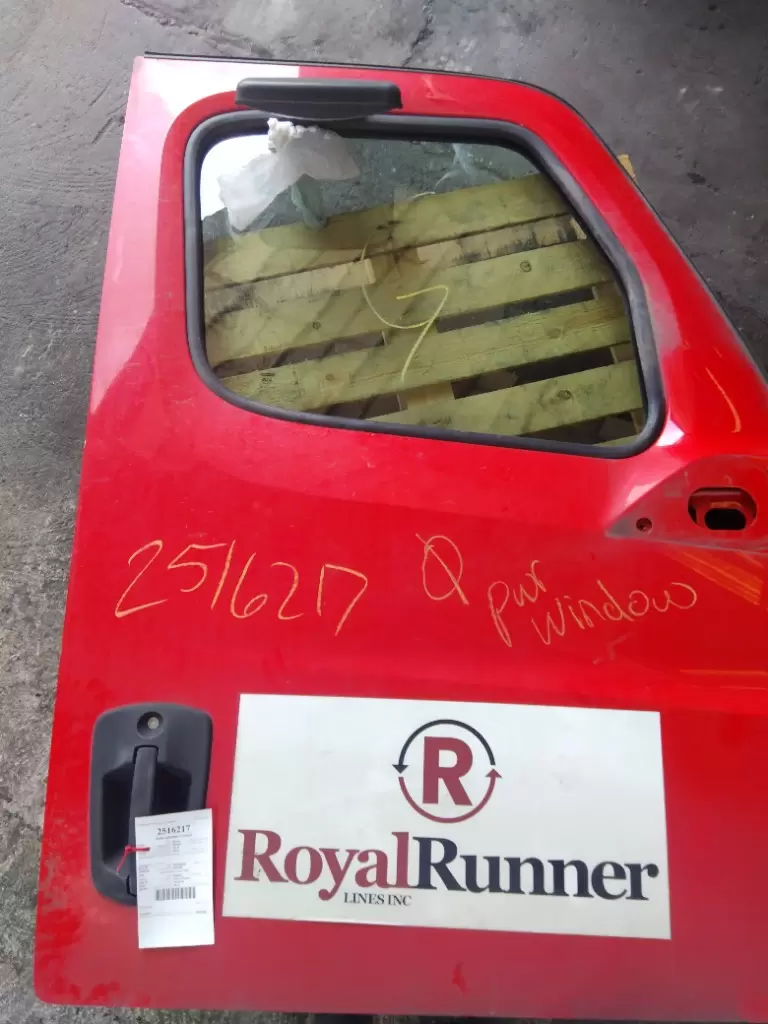 2516217 Ø pwr
window
R
RoyalRunner
LINES INC
2516217